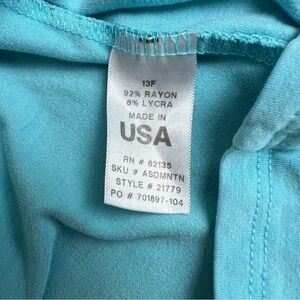 13F
92% RAYON
8% LYCRA
MADE IN
USA
RN # 62135
SKU # ASDMNTN
STYLE # 21779
PO # 701897-104